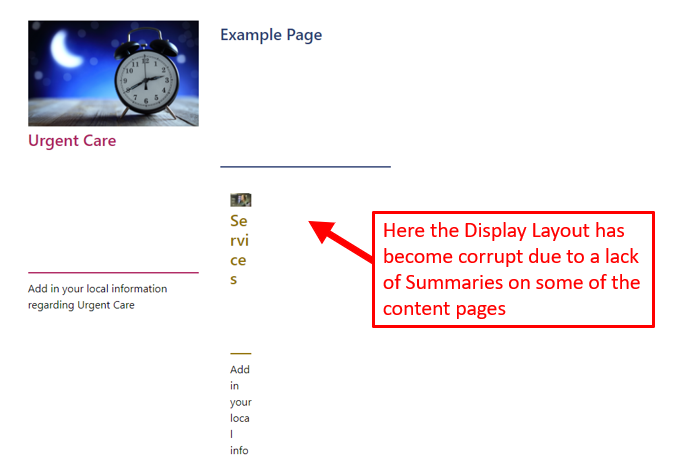 Example Page
Urgent Care
Se
rvi
ce
s
Here the Display Layout has
become corrupt due to a lack
of Summaries on some of the
content pages
Add in your local information
regarding Urgent Care
Add
in
your
loca
l
info